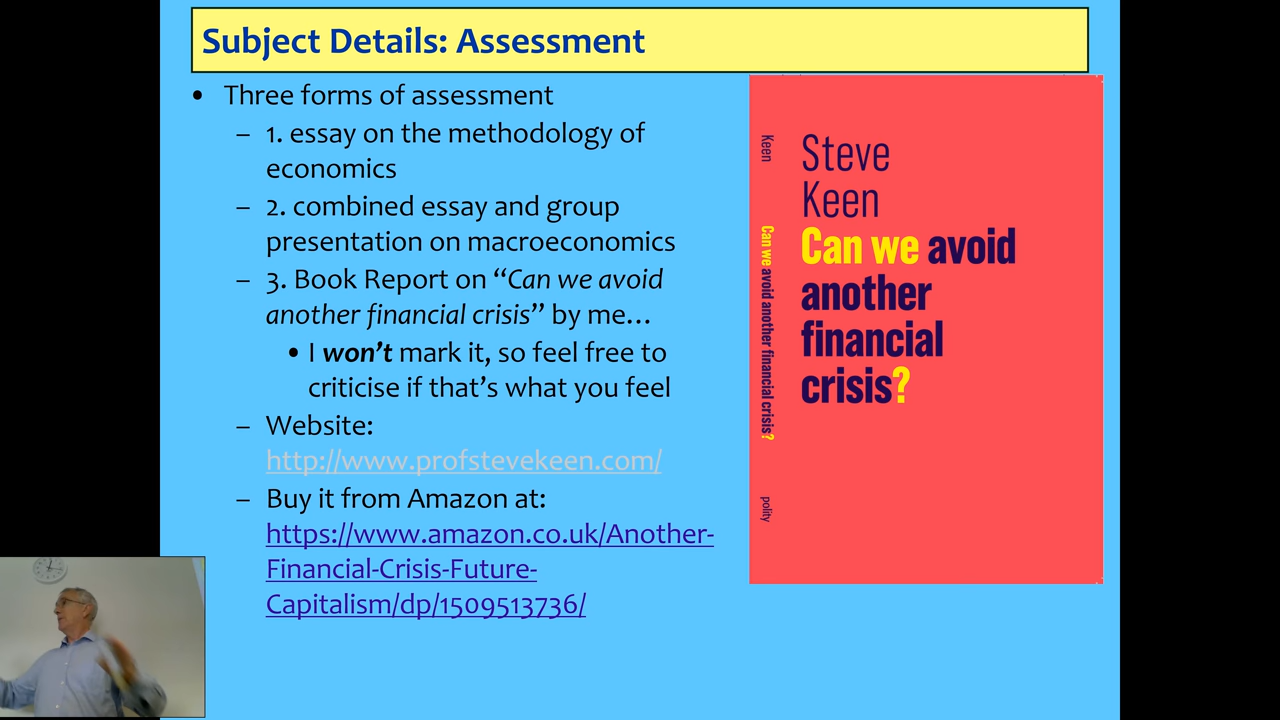 Subject Details: Assessment
• Three forms of assessment
– 1. essay on the methodology of
economics
– 2. combined essay and group
presentation on macroeconomics
– 3. Book Report on “Can we avoid
another financial crisis” by me…
• I won’t mark it, so feel free to
criticise if that’s what you feel
– Website:
http://www.profstevekeen.com/
– Buy it from Amazon at:
https://www.amazon.co.uk/Another-
Financial-Crisis-Future-
Capitalism/dp/1509513736/
Keen
Can we avoid another financial crisis?
polity
Steve
Keen
Can we avoid
another
financial
crisis?